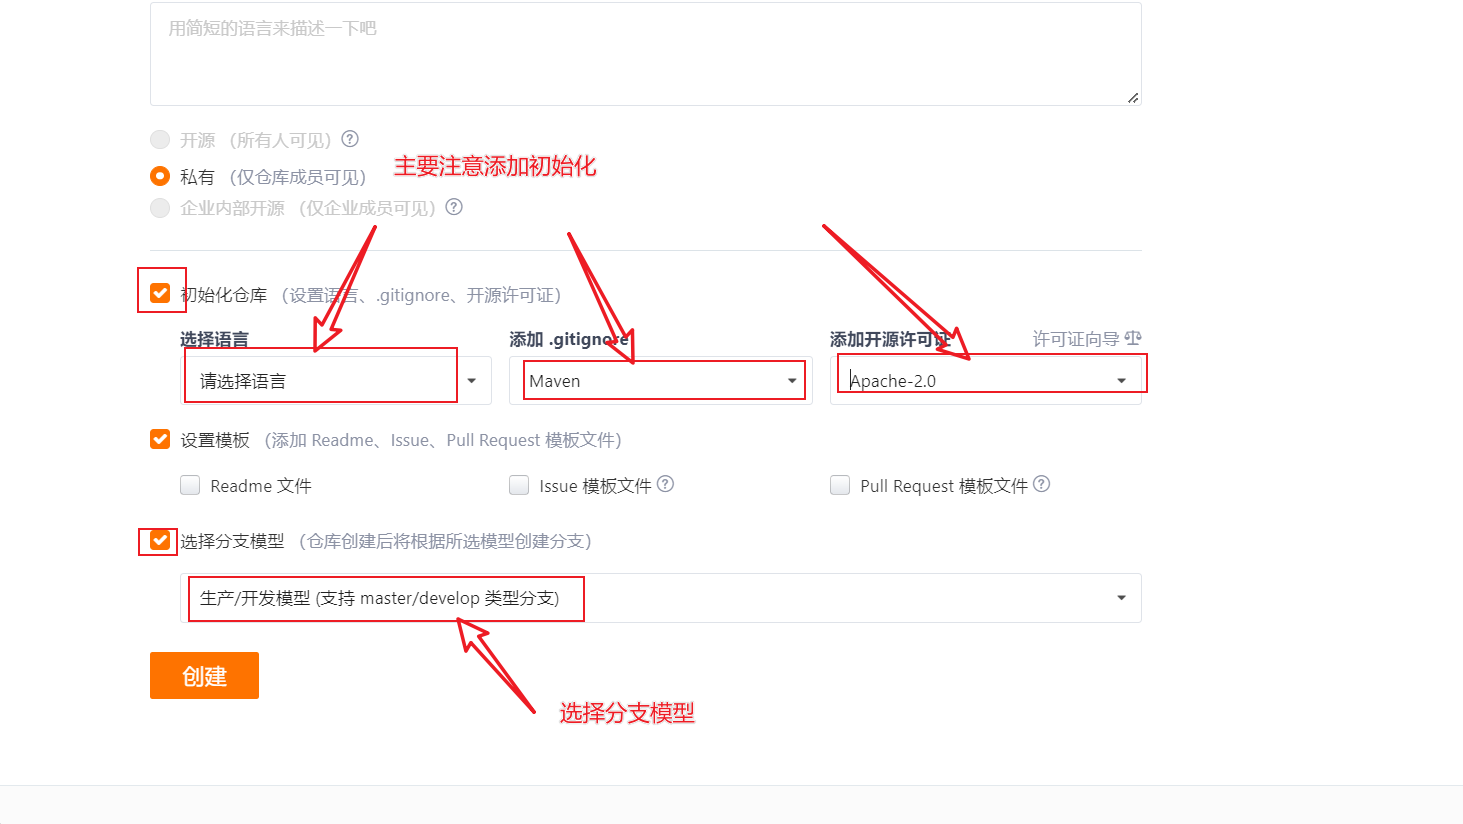 用简短的语言来描述一下吧
开源 （所有人可见）
私有 （仅仓库成员可见）
主要注意添加初始化
企业内部开源 （仅企业成员可见）
初始化仓库 （设置语言、.gitignore、开源许可证）
选择语言 添加 .gitignore 添加开源许可证 许可证向导
请选择语言 Maven Apache-2.0
设置模板 （添加 Readme、Issue、Pull Request 模板文件）
Readme 文件 Issue 模板文件 Pull Request 模板文件
选择分支模型 （仓库创建后将根据所选模型创建分支）
生产/开发模型 (支持 master/develop 类型分支)
创建
选择分支模型